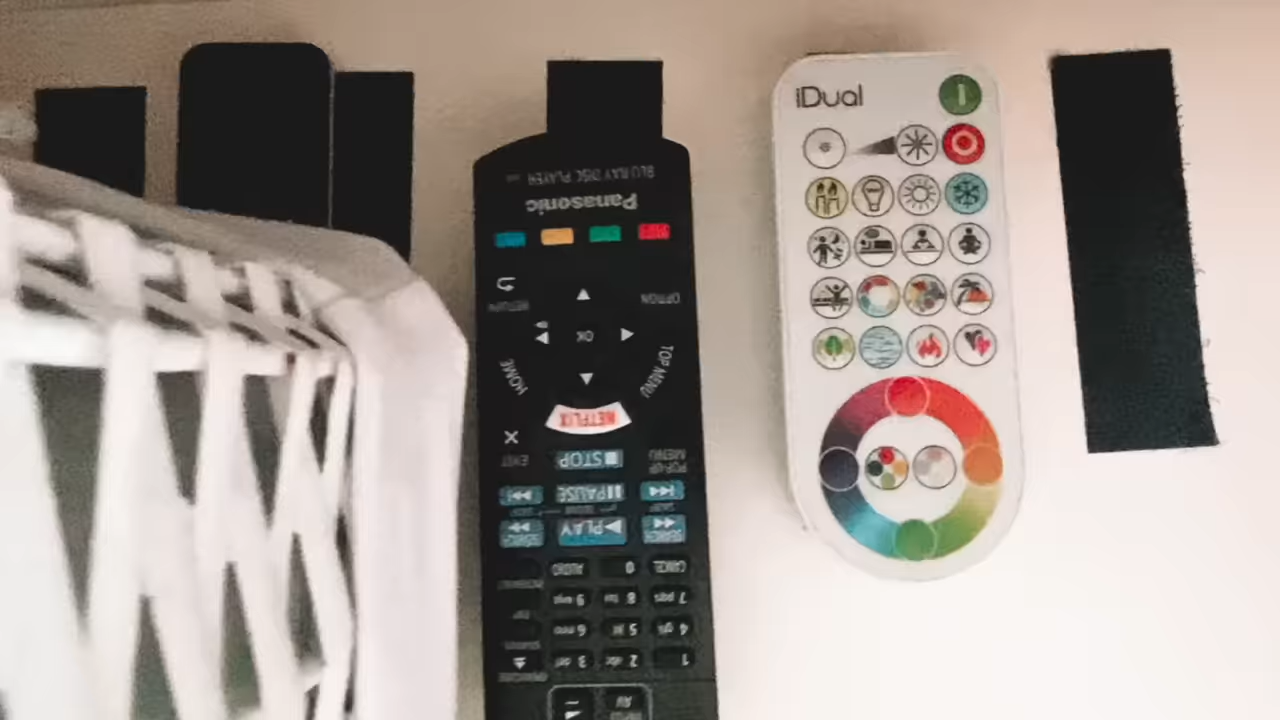 iDual
BLU-RAY DISC PLAYER
Panasonic
OPTION
RETURN
OK
TOP MENU
HOME
NETFLIX
EXIT
POP-UP
MENU
STOP
PAUSE
PLAY
SEARCH
SEARCH
CANCEL
0
AUDIO
7 pqrs
8 tuv
9 wxyz
4 ghi
5 jkl
6 mno
1
2 abc
3 def